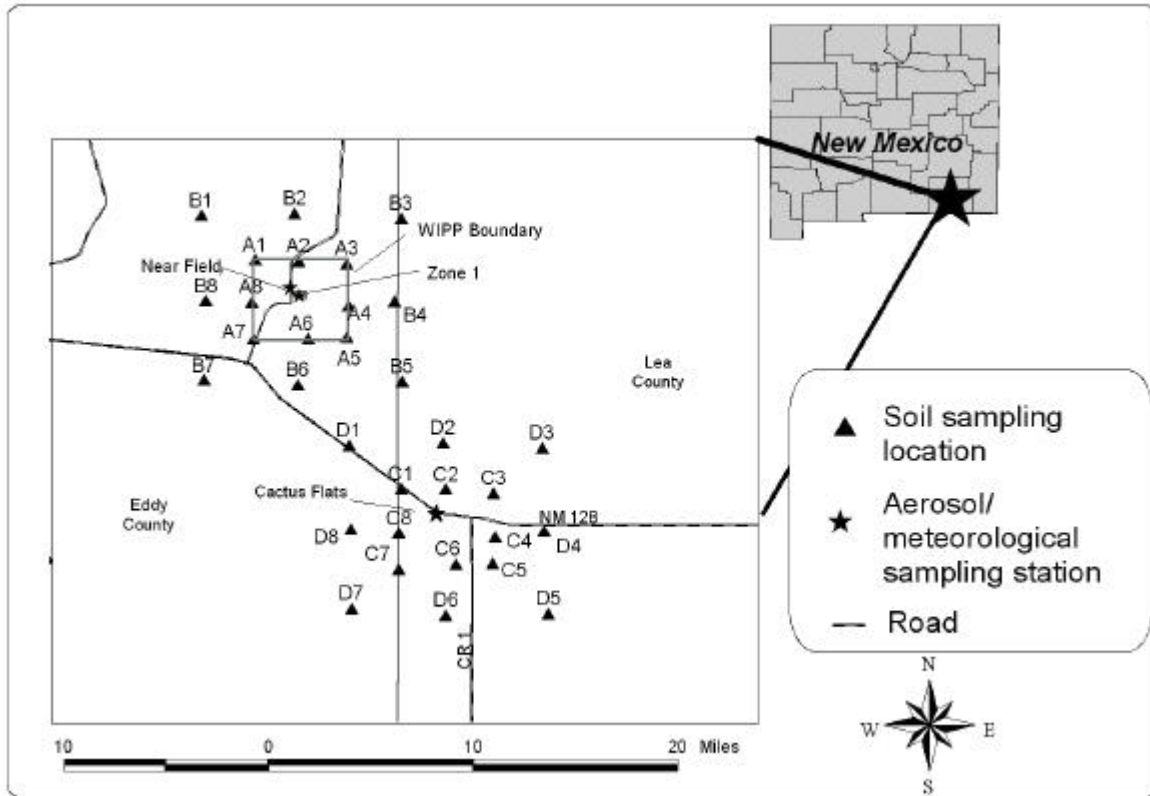 New Mexico
B1
B2
B3
WIPP Boundary
A1
A2
A3
Near Field
Zone 1
B8
A8
A4
B4
A7
A6
A5
B7
B6
B5
Lea
County
D1
D2
D3
C1
C2
C3
Cactus Flats
Eddy
County
C8
NM 128
D8
C4
D4
C7
C6
C5
D7
D6
D5
CR 1
Soil sampling
location
Aerosol/
meteorological
sampling station
Road
N
W
E
S
10
0
10
20
Miles